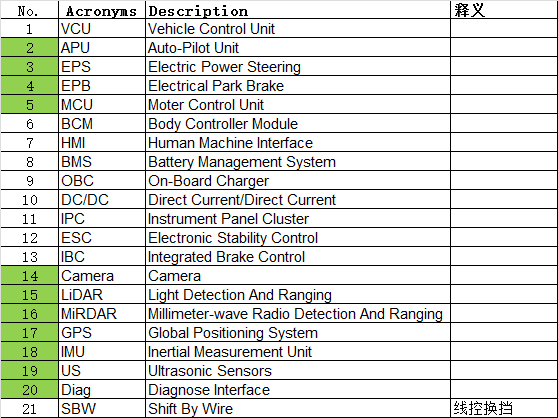 No. Acronyms Description 释义
1 VCU Vehicle Control Unit
2 APU Auto-Pilot Unit
3 EPS Electric Power Steering
4 EPB Electrical Park Brake
5 MCU Moter Control Unit
6 BCM Body Controller Module
7 HMI Human Machine Interface
8 BMS Battery Management System
9 OBC On-Board Charger
10 DC/DC Direct Current/Direct Current
11 IPC Instrument Panel Cluster
12 ESC Electronic Stability Control
13 IBC Integrated Brake Control
14 Camera Camera
15 LiDAR Light Detection And Ranging
16 MiRDAR Millimeter-wave Radio Detection And Ranging
17 GPS Global Positioning System
18 IMU Inertial Measurement Unit
19 US Ultrasonic Sensors
20 Diag Diagnose Interface
21 SBW Shift By Wire 线控换挡